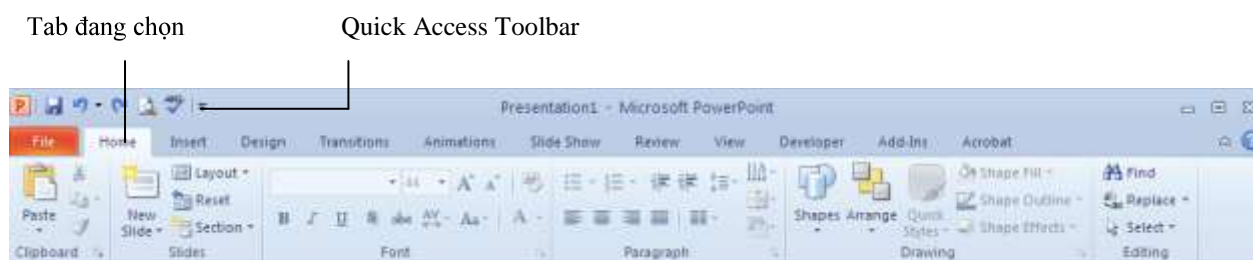 Tab đang chọn Quick Access Toolbar
Presentation1 - Microsoft PowerPoint
File Home Insert Design Transitions Animations Slide Show Review View Developer Add-Ins Acrobat
Layout Shape Fill Find
Reset Shape Outline Replace
Paste New Slide Section Shapes Arrange Quick Styles Shape Effects Select
Clipboard Slides Font Paragraph Drawing Editing